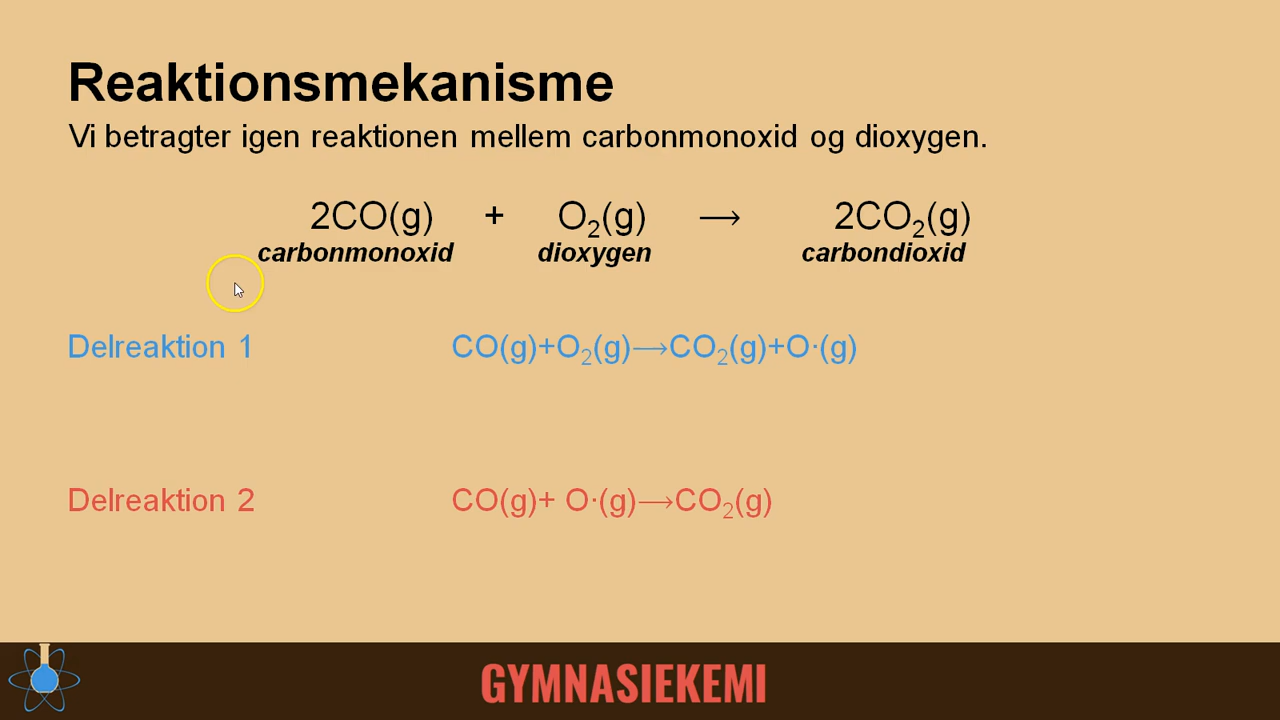 Reaktionsmekanisme
Vi betragter igen reaktionen mellem carbonmonoxid og dioxygen.
2CO(g) + O₂(g) ⟶ 2CO₂(g)
carbonmonoxid dioxygen carbondioxid
Delreaktion 1 CO(g)+O₂(g)⟶CO₂(g)+O·(g)
Delreaktion 2 CO(g)+ O·(g)⟶CO₂(g)
GYMNASIEKEMI